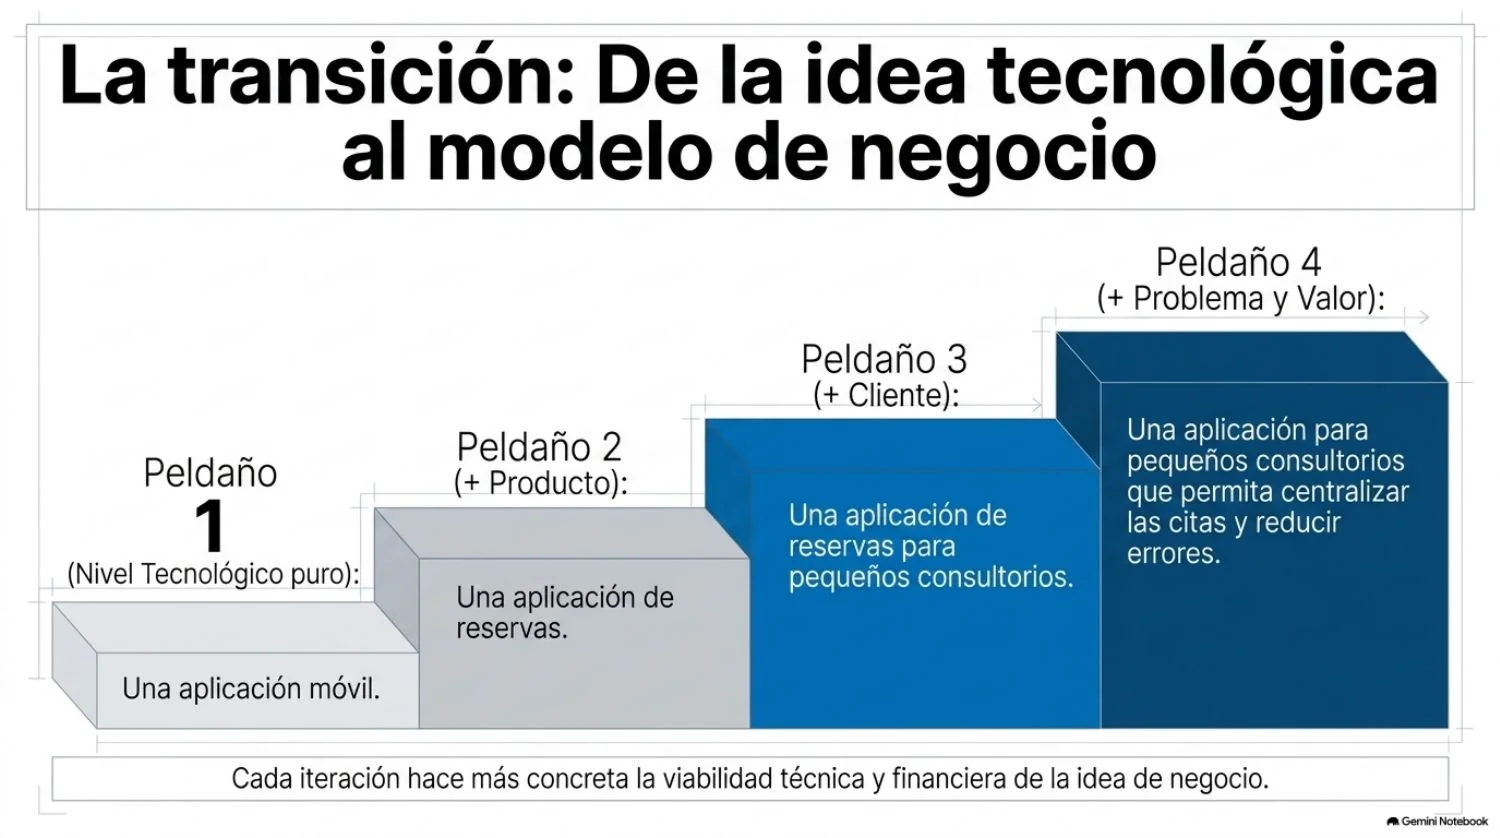 La transición: De la idea tecnológica
al modelo de negocio
Peldaño
1
(Nivel Tecnológico puro):
Una aplicación móvil.
Peldaño 2
(+ Producto):
Una aplicación de
reservas.
Peldaño 3
(+ Cliente):
Una aplicación de
reservas para
pequeños consultorios.
Peldaño 4
(+ Problema y Valor):
Una aplicación para
pequeños consultorios
que permita centralizar
las citas y reducir
errores.
Cada iteración hace más concreta la viabilidad técnica y financiera de la idea de negocio.
Gemini Notebook